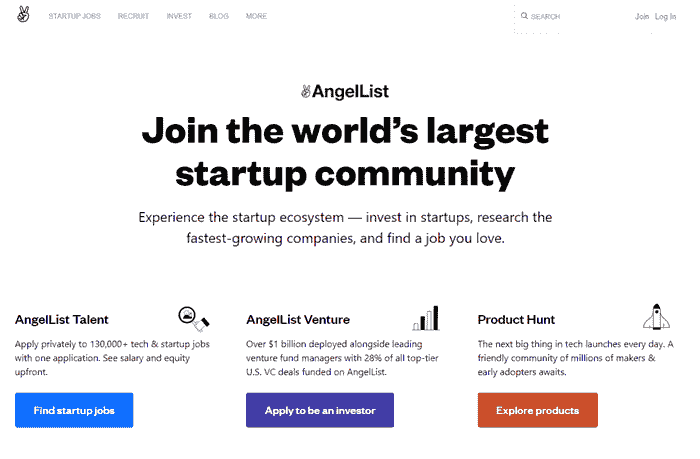 STARTUP JOBS RECRUIT INVEST BLOG MORE SEARCH Join Log In
AngelList
Join the world's largest
startup community
Experience the startup ecosystem — invest in startups, research the
fastest-growing companies, and find a job you love.
AngelList Talent
Apply privately to 130,000+ tech & startup jobs
with one application. See salary and equity
upfront.
Find startup jobs
AngelList Venture
Over $1 billion deployed alongside leading
venture fund managers with 28% of all top-tier
U.S. VC deals funded on AngelList.
Apply to be an investor
Product Hunt
The next big thing in tech launches every day. A
friendly community of millions of makers &
early adopters awaits.
Explore products